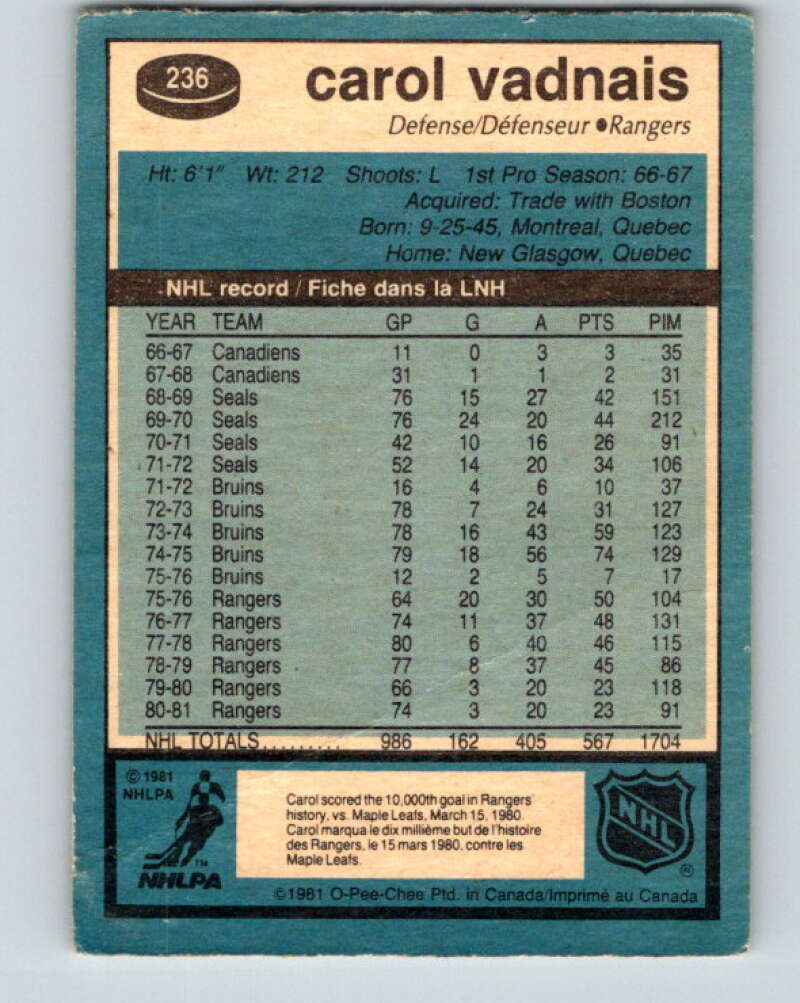 236
carol vadnais
Defense/Défenseur •Rangers
Ht: 6'1" Wt: 212 Shoots: L 1st Pro Season: 66-67
Acquired: Trade with Boston
Born: 9-25-45, Montreal, Quebec
Home: New Glasgow, Quebec
NHL record / Fiche dans la LNH
YEAR TEAM GP G A PTS PIM
66-67 Canadiens 11 0 3 3 35
67-68 Canadiens 31 1 1 2 31
68-69 Seals 76 15 27 42 151
69-70 Seals 76 24 20 44 212
70-71 Seals 42 10 16 26 91
71-72 Seals 52 14 20 34 106
71-72 Bruins 16 4 6 10 37
72-73 Bruins 78 7 24 31 127
73-74 Bruins 78 16 43 59 123
74-75 Bruins 79 18 56 74 129
75-76 Bruins 12 2 5 7 17
75-76 Rangers 64 20 30 50 104
76-77 Rangers 74 11 37 48 131
77-78 Rangers 80 6 40 46 115
78-79 Rangers 77 8 37 45 86
79-80 Rangers 66 3 20 23 118
80-81 Rangers 74 3 20 23 91
NHL TOTALS.......... 986 162 405 567 1704
©1981
NHLPA
TM
NHLPA
Carol scored the 10,000th goal in Rangers'
history, vs. Maple Leafs, March 15, 1980.
Carol marqua le dix millième but de l'histoire
des Rangers, le 15 mars 1980, contre les
Maple Leafs.
NHL
®
©1981 O-Pee-Chee Ptd. in Canada/Imprimé au Canada